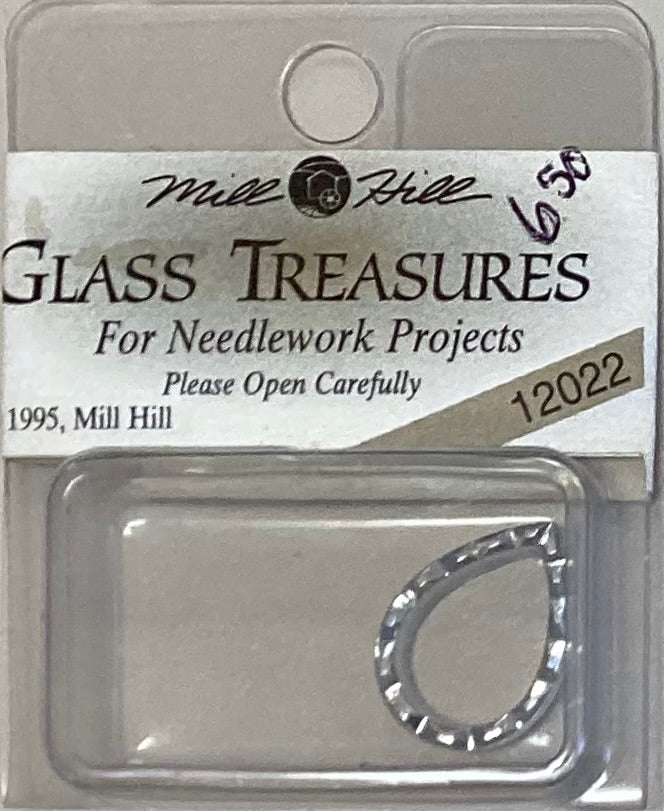 Mill Hill
6 50
GLASS TREASURES
For Needlework Projects
Please Open Carefully
1995, Mill Hill
12022